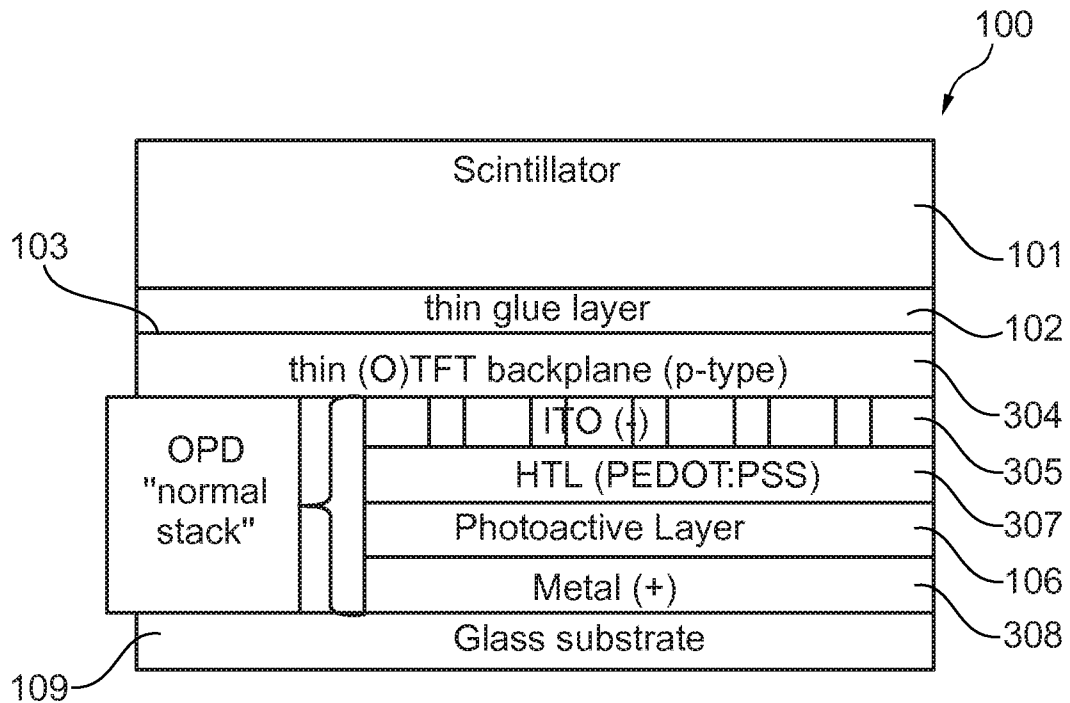 100
Scintillator
101
103
thin glue layer
102
thin (O)TFT backplane (p-type)
304
ITO (-)
305
OPD
"normal
stack"
HTL (PEDOT:PSS)
307
Photoactive Layer
106
Metal (+)
308
Glass substrate
109